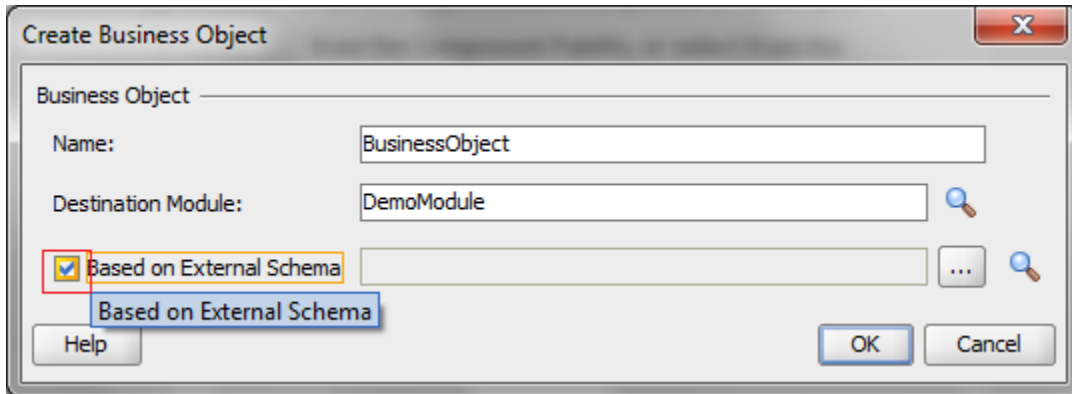 Create Business Object
Business Object
Name: BusinessObject
Destination Module: DemoModule
Based on External Schema ...
Based on External Schema
Help OK Cancel